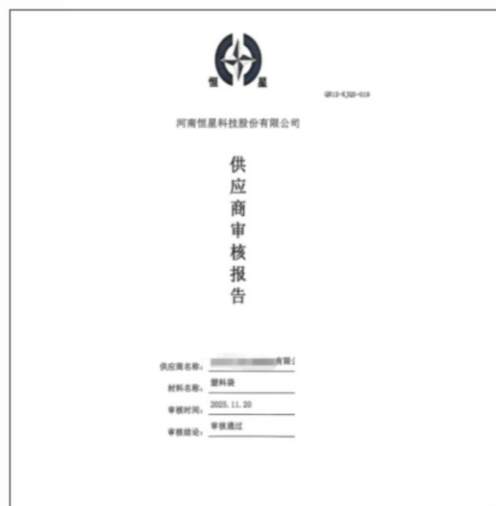 恒 星
河南恒星科技股份有限公司
供
应
商
审
核
报
告
供应商名称：
材料名称： 塑料袋
审核时间： 2025.11.20
审核结论： 审核通过